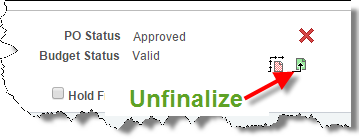 PO Status Approved
Budget Status Valid
Hold F
Unfinalize